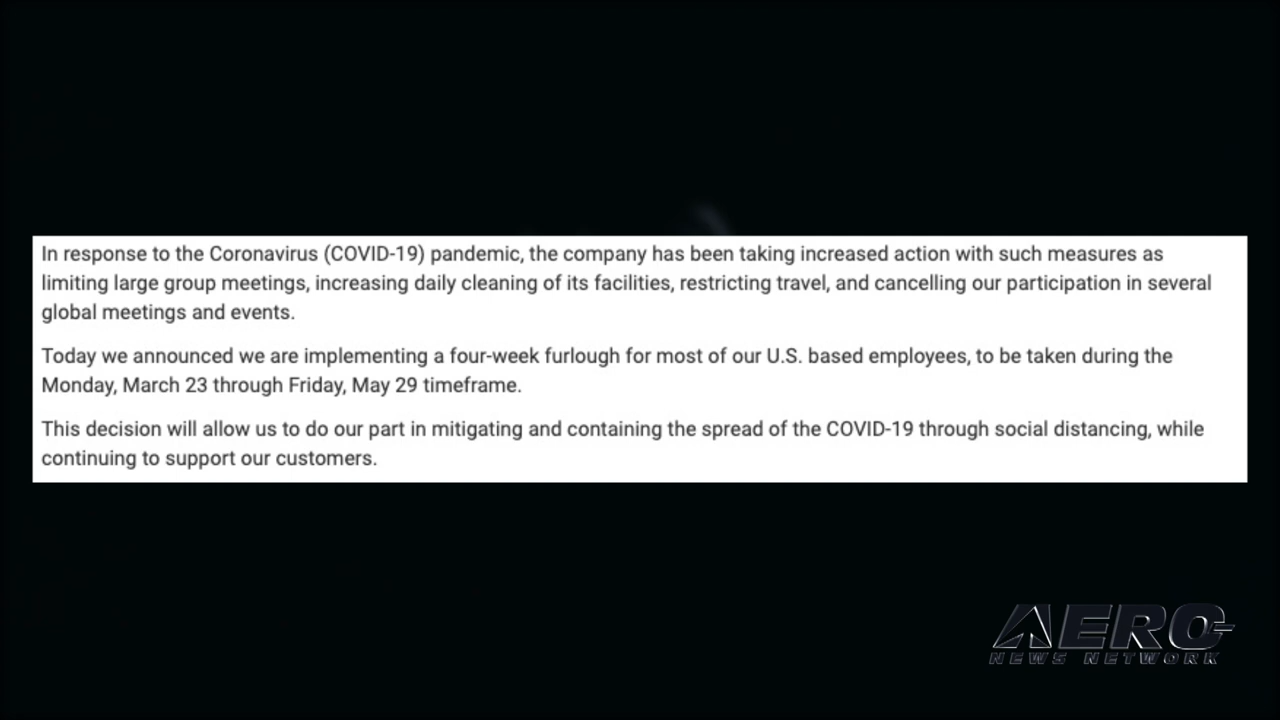 In response to the Coronavirus (COVID-19) pandemic, the company has been taking increased action with such measures as
limiting large group meetings, increasing daily cleaning of its facilities, restricting travel, and cancelling our participation in several
global meetings and events.
Today we announced we are implementing a four-week furlough for most of our U.S. based employees, to be taken during the
Monday, March 23 through Friday, May 29 timeframe.
This decision will allow us to do our part in mitigating and containing the spread of the COVID-19 through social distancing, while
continuing to support our customers.
AERO
NEWS NETWORK